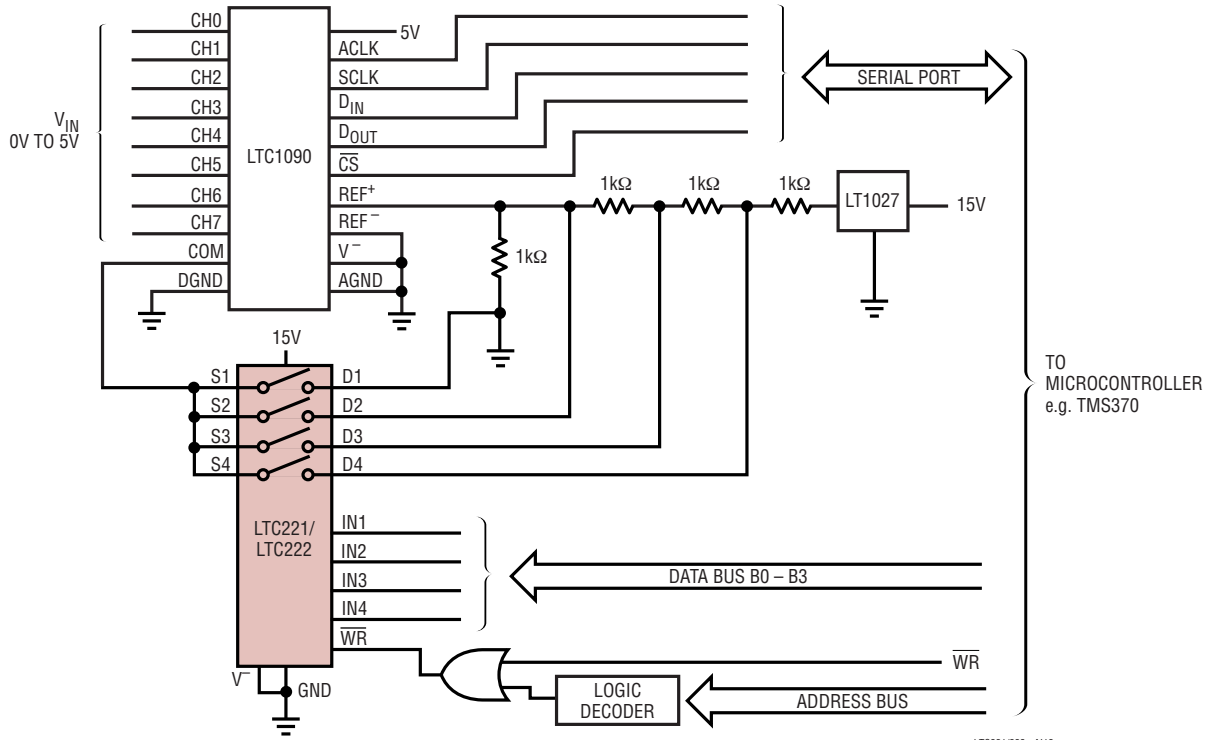 CH0
CH1
CH2
CH3
CH4
CH5
CH6
CH7
COM
DGND
VIN
0V TO 5V
LTC1090
5V
ACLK
SCLK
DIN
DOUT
CS
REF+
REF−
V−
AGND
SERIAL PORT
1kΩ
1kΩ
1kΩ
1kΩ
LT1027
15V
TO
MICROCONTROLLER
e.g. TMS370
15V
S1
S2
S3
S4
D1
D2
D3
D4
LTC221/
LTC222
IN1
IN2
IN3
IN4
WR
V−
GND
DATA BUS B0 – B3
WR
LOGIC
DECODER
ADDRESS BUS